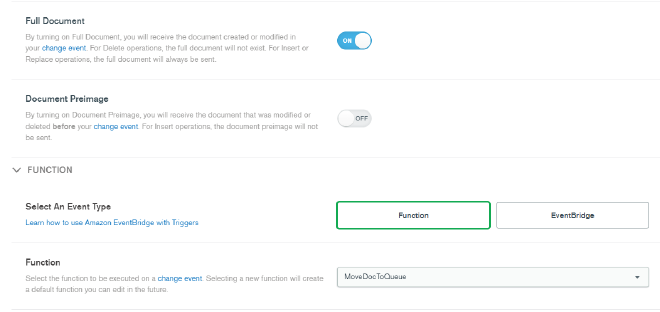 Full Document
By turning on Full Document, you will receive the document created or modified in
your change event. For Delete operations, the full document will not exist. For Insert or
Replace operations, the full document will always be sent.
ON
Document Preimage
By turning on Document Preimage, you will receive the document that was modified or
deleted before your change event. For Insert operations, the document preimage will not
be sent.
OFF
FUNCTION
Select An Event Type
Learn how to use Amazon EventBridge with Triggers
Function
EventBridge
Function
Select the function to be executed on a change event. Selecting a new function will create
a default function you can edit in the future.
MoveDocToQueue